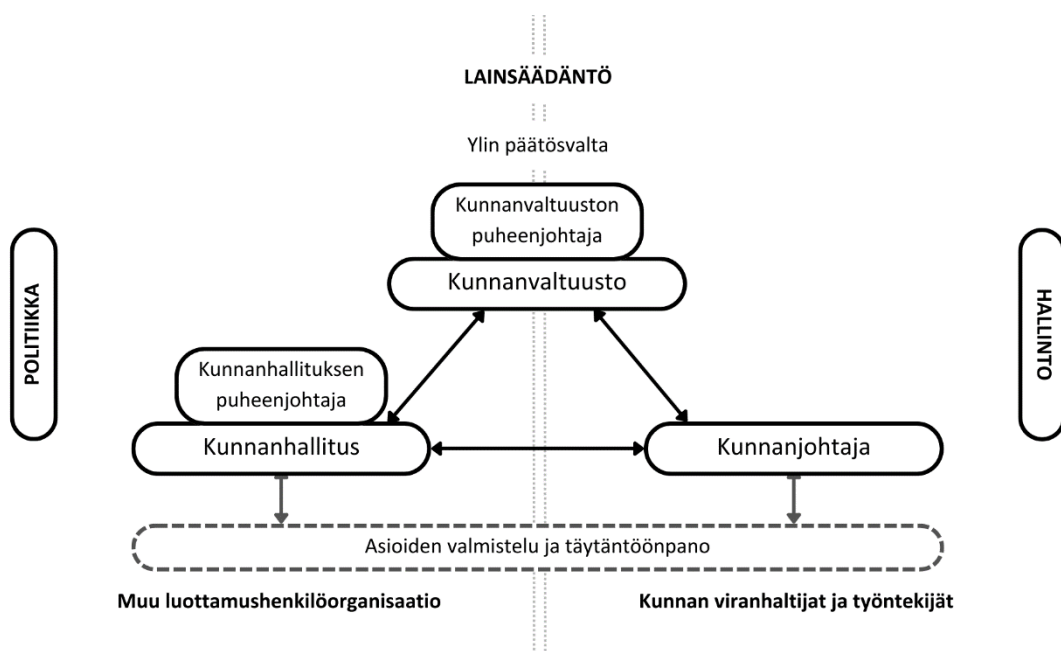 LAINSÄÄDÄNTÖ
Ylin päätösvalta
Kunnanvaltuuston
puheenjohtaja
Kunnanvaltuusto
POLITIIKKA
HALLINTO
Kunnanhallituksen
puheenjohtaja
Kunnanhallitus
Kunnanjohtaja
Asioiden valmistelu ja täytäntöönpano
Muu luottamushenkilöorganisaatio
Kunnan viranhaltijat ja työntekijät